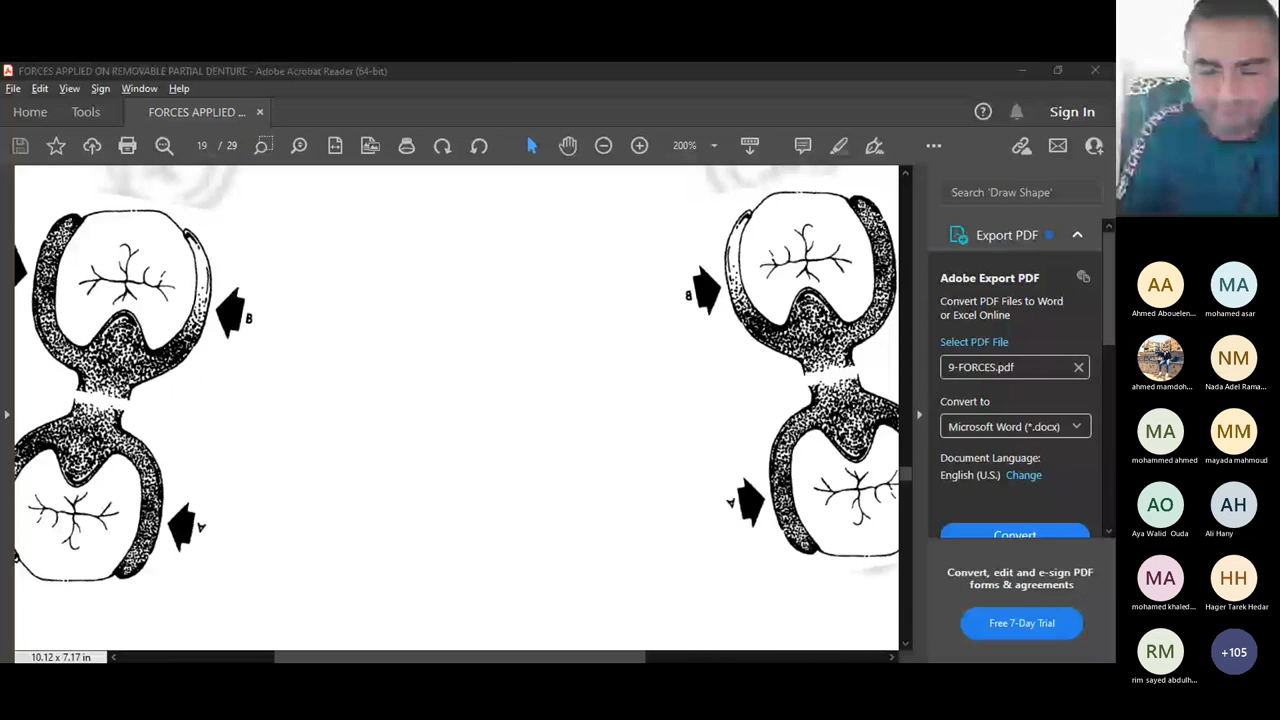 FORCES APPLIED ON REMOVABLE PARTIAL DENTURE - Adobe Acrobat Reader (64-bit)
File Edit View Sign Window Help
Home Tools FORCES APPLIED ... × Sign In
19 / 29 200%
Search 'Draw Shape'
Export PDF
Adobe Export PDF
Convert PDF Files to Word
or Excel Online
Select PDF File
9-FORCES.pdf
Convert to
Microsoft Word (*.docx)
Document Language:
English (U.S.) Change
Convert
Convert, edit and e-sign PDF
forms & agreements
Free 7-Day Trial
10.12 x 7.17 in
B
B
A
A
AA MA
Ahmed Abouelen... mohamed asar
NM
ahmed mamdoh... Nada Adel Rama...
MA MM
mohammed ahmed mayada mahmoud
AO AH
Aya Walid Ouda Ali Hany
MA HH
mohamed khaled... Hager Tarek Hedar
RM +105
rim sayed abdulh...